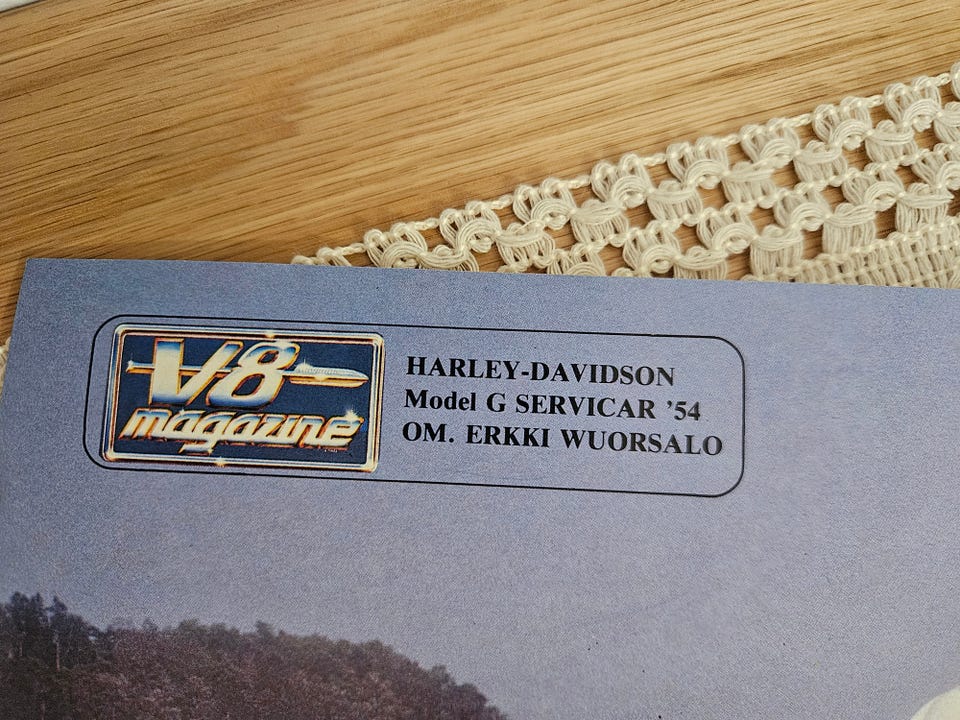 V8
magazine
HARLEY-DAVIDSON
Model G SERVICAR ’54
OM. ERKKI WUORSALO